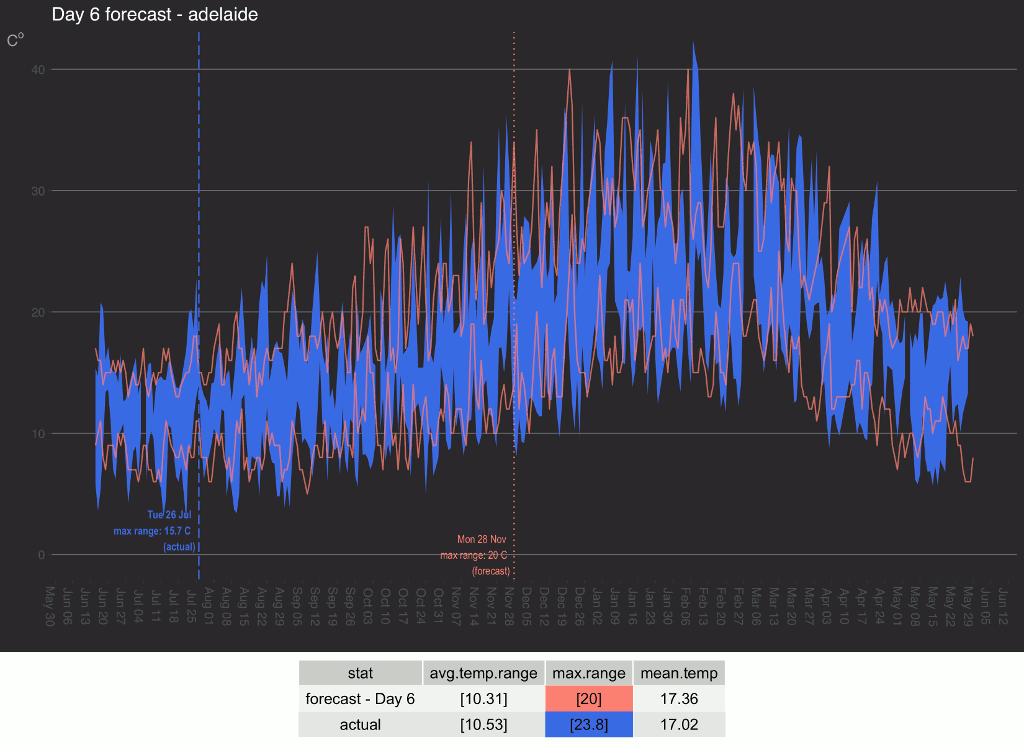 Day 6 forecast - adelaide
C°
40
30
20
10
0
Tue 26 Jul
max range: 15.7 C
(actual)
Mon 28 Nov
max range: 20 C
(forecast)
May 30
Jun 06
Jun 13
Jun 20
Jun 27
Jul 04
Jul 11
Jul 18
Jul 25
Aug 01
Aug 08
Aug 15
Aug 22
Aug 29
Sep 05
Sep 12
Sep 19
Sep 26
Oct 03
Oct 10
Oct 17
Oct 24
Oct 31
Nov 07
Nov 14
Nov 21
Nov 28
Dec 05
Dec 12
Dec 19
Dec 26
Jan 02
Jan 09
Jan 16
Jan 23
Jan 30
Feb 06
Feb 13
Feb 20
Feb 27
Mar 06
Mar 13
Mar 20
Mar 27
Apr 03
Apr 10
Apr 17
Apr 24
May 01
May 08
May 15
May 22
May 29
Jun 05
Jun 12
stat avg.temp.range max.range mean.temp
forecast - Day 6 [10.31] [20] 17.36
actual [10.53] [23.8] 17.02